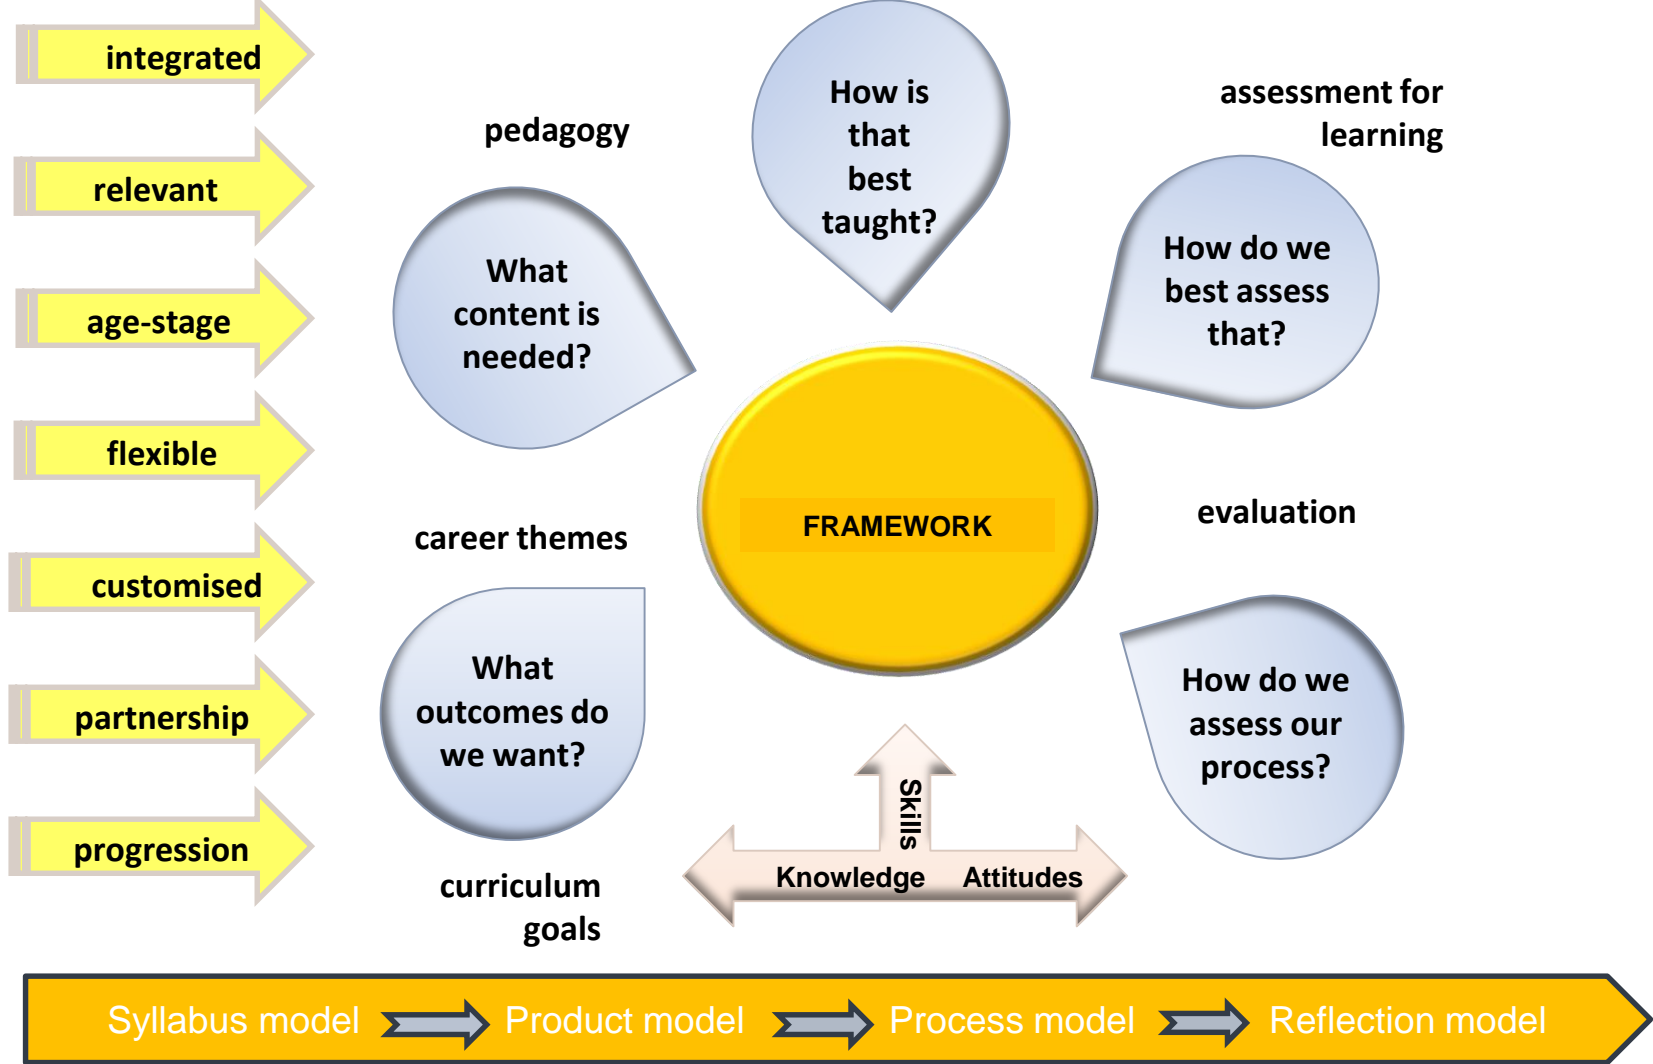 integrated
relevant
age-stage
flexible
customised
partnership
progression
pedagogy
What
content is
needed?
career themes
What
outcomes do
we want?
curriculum
goals
How is
that
best
taught?
FRAMEWORK
Skills
Knowledge Attitudes
assessment for
learning
How do we
best assess
that?
evaluation
How do we
assess our
process?
Syllabus model Product model Process model Reflection model